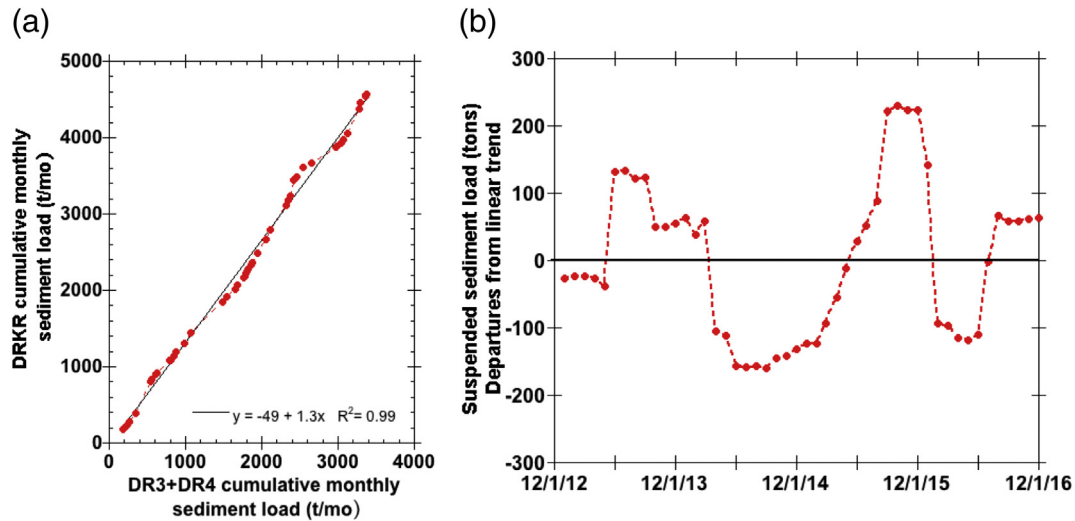 (a)
DRKR cumulative monthly
sediment load (t/mo)
5000
4000
3000
2000
1000
0
y = -49 + 1.3x R²= 0.99
0 1000 2000 3000 4000
DR3+DR4 cumulative monthly
sediment load (t/mo)
(b)
Suspended sediment load (tons)
Departures from linear trend
300
200
100
0
-100
-200
-300
12/1/12 12/1/13 12/1/14 12/1/15 12/1/16